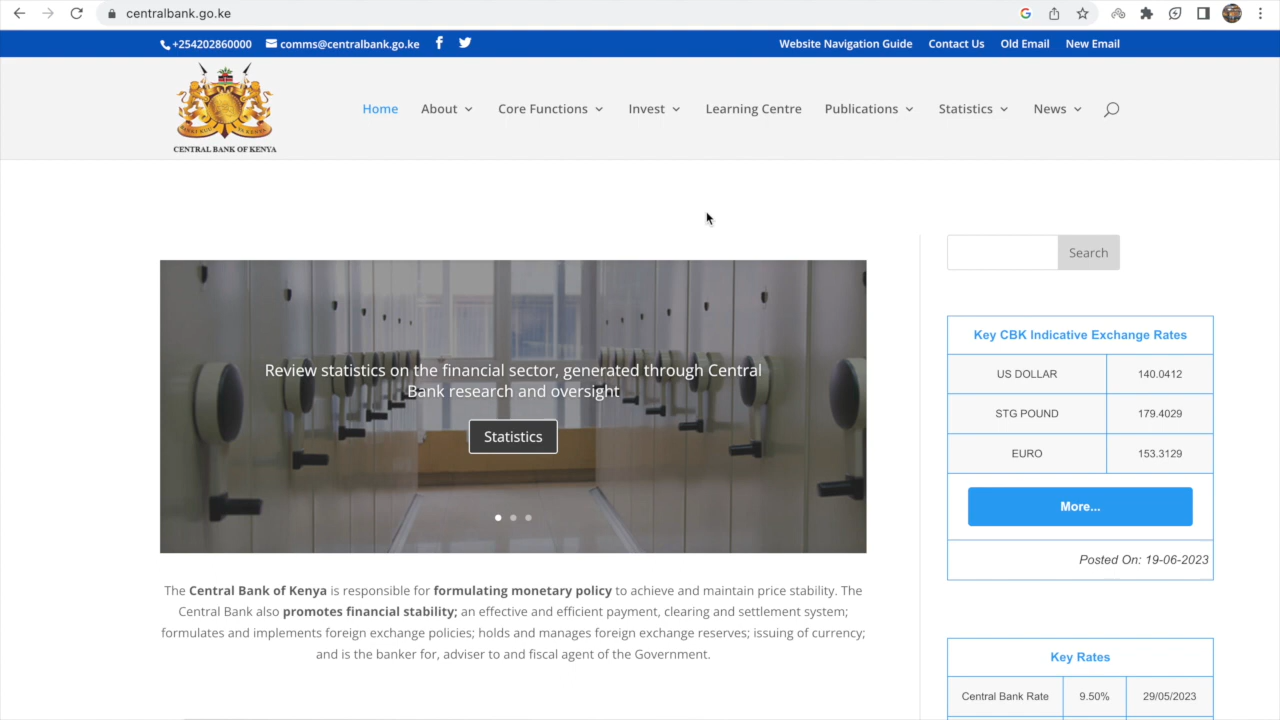 centralbank.go.ke
+254202860000 comms@centralbank.go.ke Website Navigation Guide Contact Us Old Email New Email
CENTRAL BANK OF KENYA
Home About Core Functions Invest Learning Centre Publications Statistics News
Search
Review statistics on the financial sector, generated through Central
Bank research and oversight
Statistics
Key CBK Indicative Exchange Rates
US DOLLAR 140.0412
STG POUND 179.4029
EURO 153.3129
More...
Posted On: 19-06-2023
The Central Bank of Kenya is responsible for formulating monetary policy to achieve and maintain price stability. The
Central Bank also promotes financial stability; an effective and efficient payment, clearing and settlement system;
formulates and implements foreign exchange policies; holds and manages foreign exchange reserves; issuing of currency;
and is the banker for, adviser to and fiscal agent of the Government.
Key Rates
Central Bank Rate 9.50% 29/05/2023